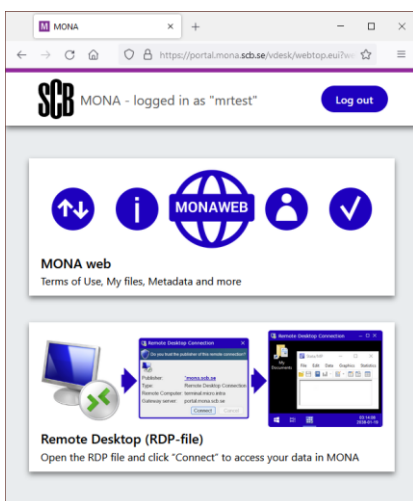 MONA
https://portal.mona.scb.se/vdesk/webtop.eui?we
SCB MONA - logged in as "mrtest"
Log out
MONAWEB
MONA web
Terms of Use, My files, Metadata and more
Remote Desktop Connection
Do you trust the publisher of this remote connection?
Publisher: *mona.scb.se
Type: Remote Desktop Connection
Remote Computer: terminal.micro.intra
Gateway server: portal.mona.scb.se
Connect Cancel
Remote Desktop Connection
My Documents
File Edit Data Graphics Statistics
Remote Desktop (RDP-file)
Open the RDP file and click "Connect" to access your data in MONA